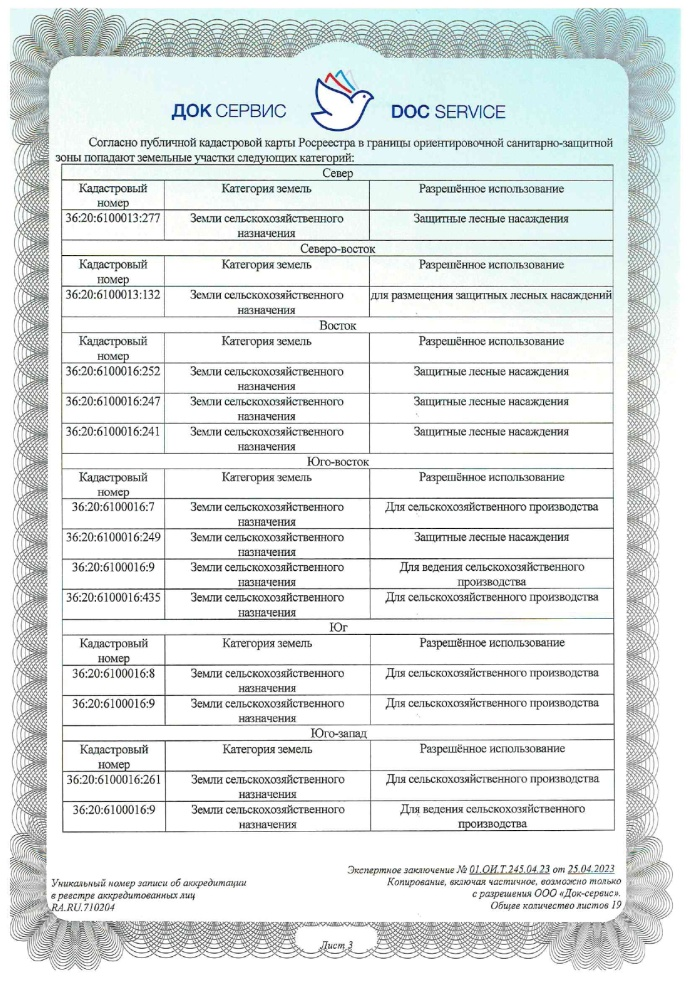 ДОК СЕРВИС DOC SERVICE
Согласно публичной кадастровой карты Росреестра в границы ориентировочной санитарно-защитной
зоны попадают земельные участки следующих категорий:
Север
Кадастровый номер Категория земель Разрешённое использование
36:20:6100013:277 Земли сельскохозяйственного назначения Защитные лесные насаждения
Северо-восток
Кадастровый номер Категория земель Разрешённое использование
36:20:6100013:132 Земли сельскохозяйственного назначения для размещения защитных лесных насаждений
Восток
Кадастровый номер Категория земель Разрешённое использование
36:20:6100016:252 Земли сельскохозяйственного назначения Защитные лесные насаждения
36:20:6100016:247 Земли сельскохозяйственного назначения Защитные лесные насаждения
36:20:6100016:241 Земли сельскохозяйственного назначения Защитные лесные насаждения
Юго-восток
Кадастровый номер Категория земель Разрешённое использование
36:20:6100016:7 Земли сельскохозяйственного назначения Для сельскохозяйственного производства
36:20:6100016:249 Земли сельскохозяйственного назначения Защитные лесные насаждения
36:20:6100016:9 Земли сельскохозяйственного назначения Для ведения сельскохозяйственного производства
36:20:6100016:435 Земли сельскохозяйственного назначения Для сельскохозяйственного производства
Юг
Кадастровый номер Категория земель Разрешённое использование
36:20:6100016:8 Земли сельскохозяйственного назначения Для сельскохозяйственного производства
36:20:6100016:9 Земли сельскохозяйственного назначения Для сельскохозяйственного производства
Юго-запад
Кадастровый номер Категория земель Разрешённое использование
36:20:6100016:261 Земли сельскохозяйственного назначения Для сельскохозяйственного производства
36:20:6100016:9 Земли сельскохозяйственного назначения Для ведения сельскохозяйственного производства
Экспертное заключение № 01.ОИ.Т.245.04.23 от 25.04.2023
Копирование, включая частичное, возможно только
с разрешения ООО «Док-сервис».
Общее количество листов 19
Уникальный номер записи об аккредитации
в реестре аккредитованных лиц
RA.RU.710204
Лист 3